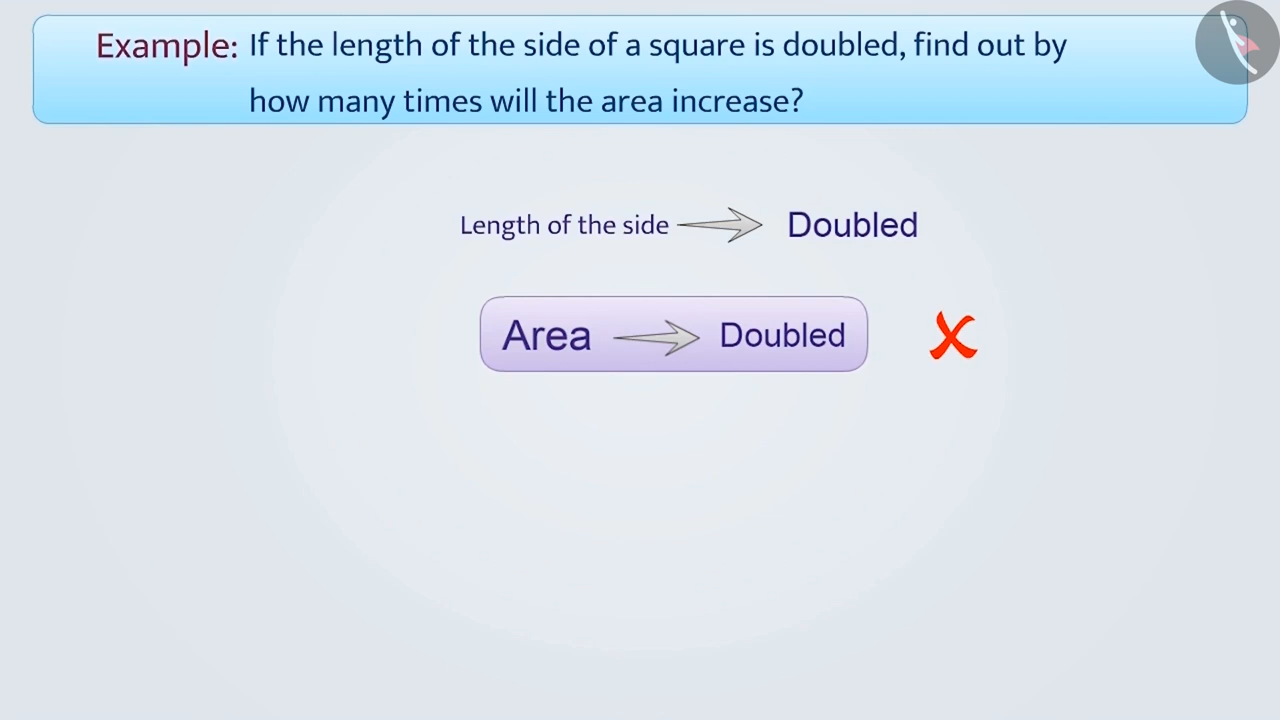 Example: If the length of the side of a square is doubled, find out by
how many times will the area increase?
Length of the side Doubled
Area Doubled